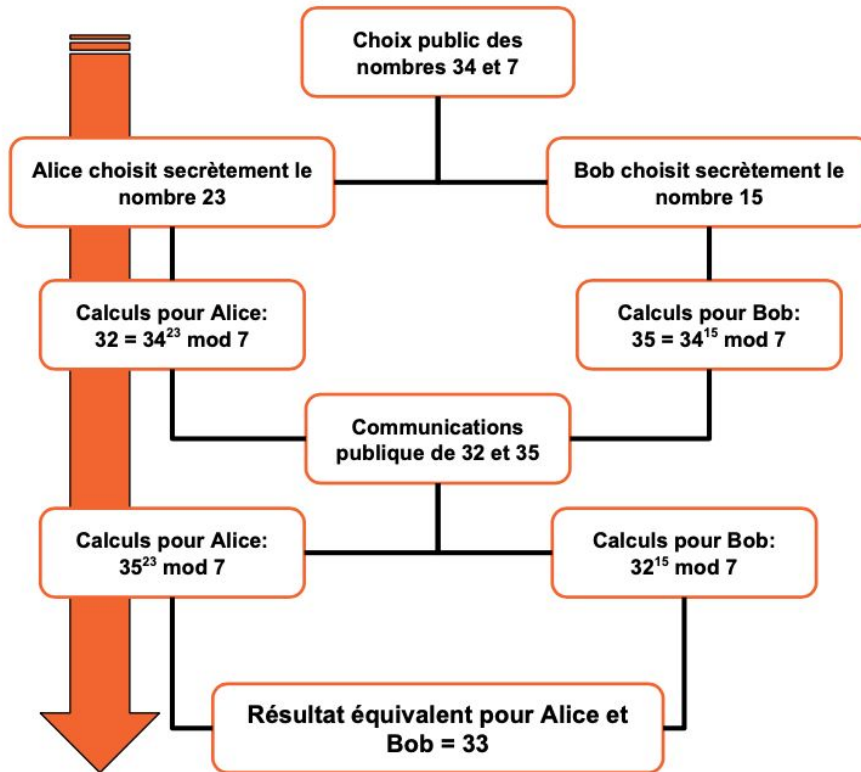 Choix public des
nombres 34 et 7
Alice choisit secrètement le
nombre 23
Bob choisit secrètement le
nombre 15
Calculs pour Alice:
32 = 34²³ mod 7
Calculs pour Bob:
35 = 34¹⁵ mod 7
Communications
publique de 32 et 35
Calculs pour Alice:
35²³ mod 7
Calculs pour Bob:
32¹⁵ mod 7
Résultat équivalent pour Alice et
Bob = 33